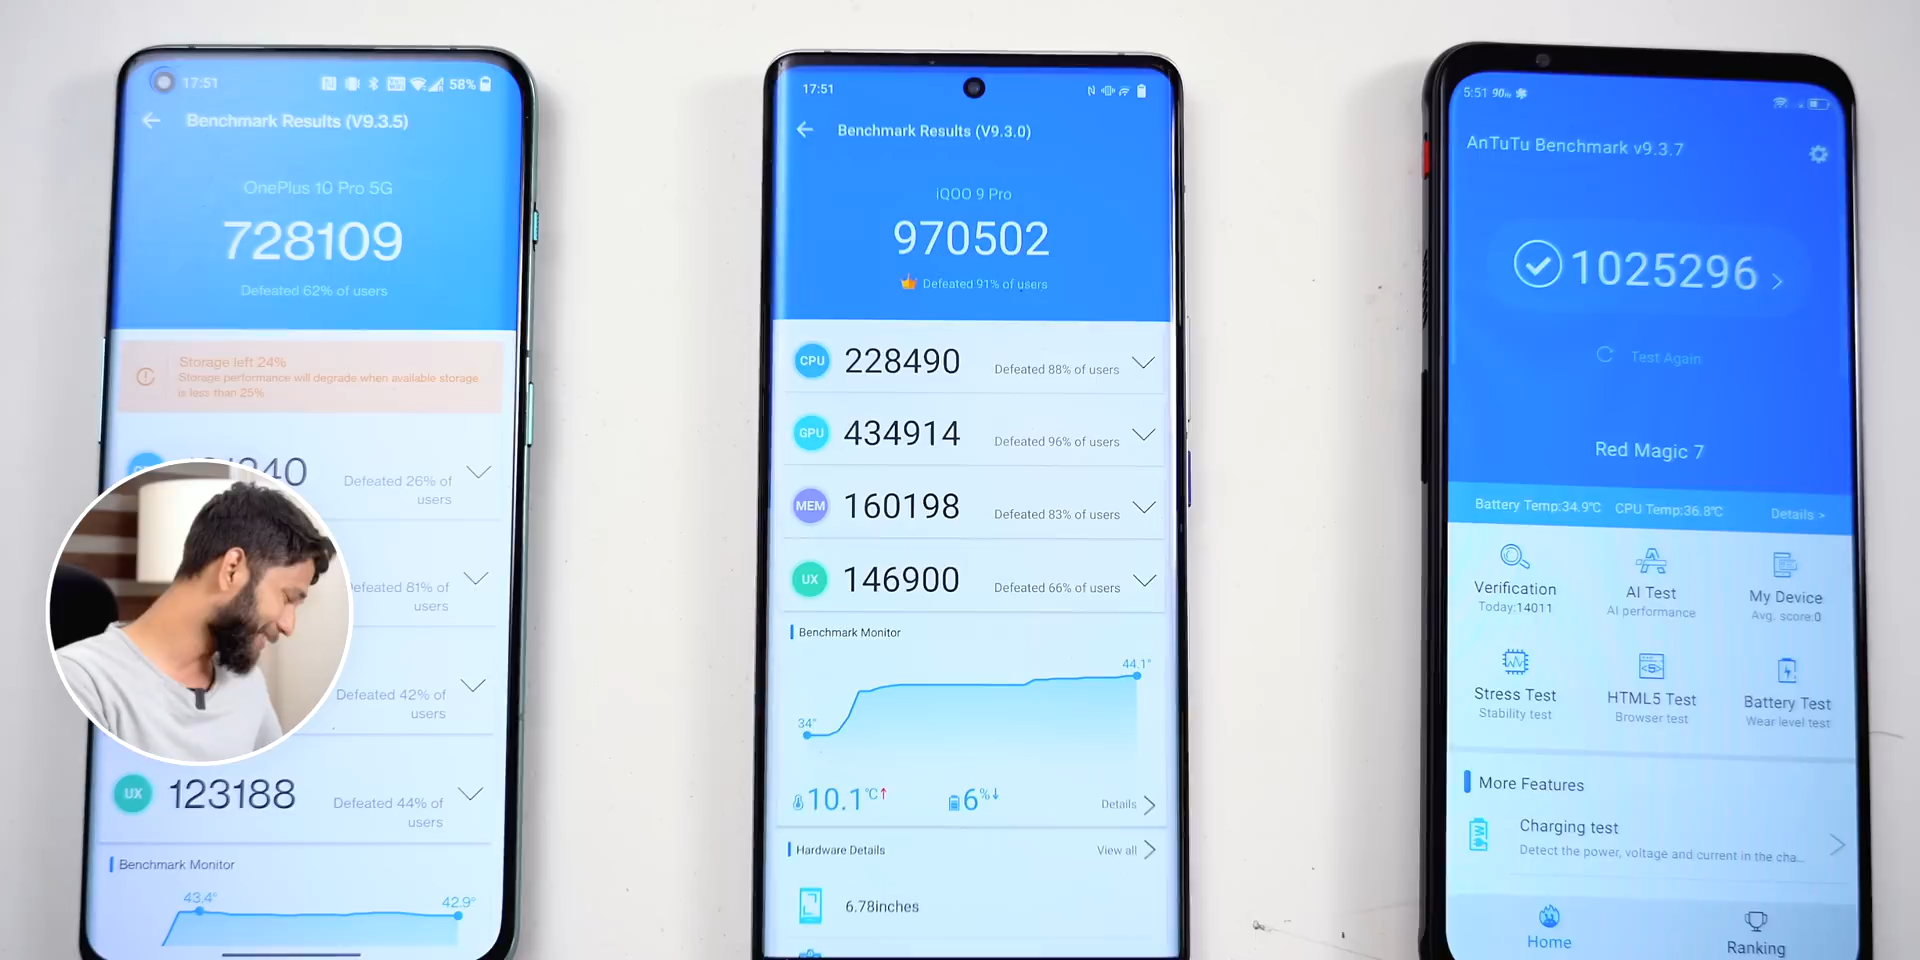 17:51
58%
Benchmark Results (V9.3.5)
OnePlus 10 Pro 5G
728109
Defeated 62% of users
Storage left 24%
Storage performance will degrade when available storage
is less than 25%
240
Defeated 26% of
users
Defeated 81% of
users
Defeated 42% of
users
UX
123188
Defeated 44% of
users
Benchmark Monitor
43.4°
42.9°
17:51
Benchmark Results (V9.3.0)
iQOO 9 Pro
970502
Defeated 91% of users
CPU 228490 Defeated 88% of users
GPU 434914 Defeated 96% of users
MEM 160198 Defeated 83% of users
UX 146900 Defeated 66% of users
Benchmark Monitor
44.1°
34°
10.1°C↑ 6%↓ Details
Hardware Details View all
6.78inches
5:51 90Hz
AnTuTu Benchmark v9.3.7
1025296
Test Again
Red Magic 7
Battery Temp:34.9°C CPU Temp:36.8°C Details >
Verification
Today:14011
AI Test
AI performance
My Device
Avg. score:0
Stress Test
Stability test
HTML5 Test
Browser test
Battery Test
Wear level test
More Features
Charging test
Detect the power, voltage and current in the cha...
Home
Ranking